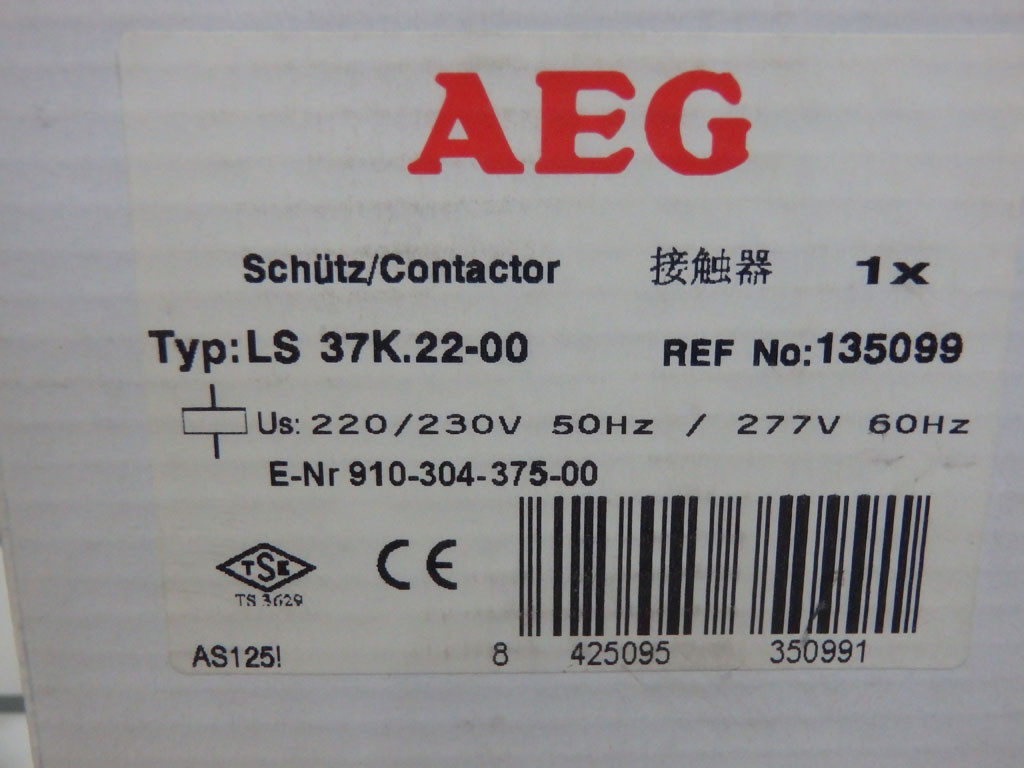 AEG
Schütz/Contactor 接触器 1x
Typ:LS 37K.22-00 REF No:135099
Us: 220/230V 50Hz / 277V 60Hz
E-Nr 910-304-375-00
TSE
CE
TS 3629
AS125!
8 425095 350991